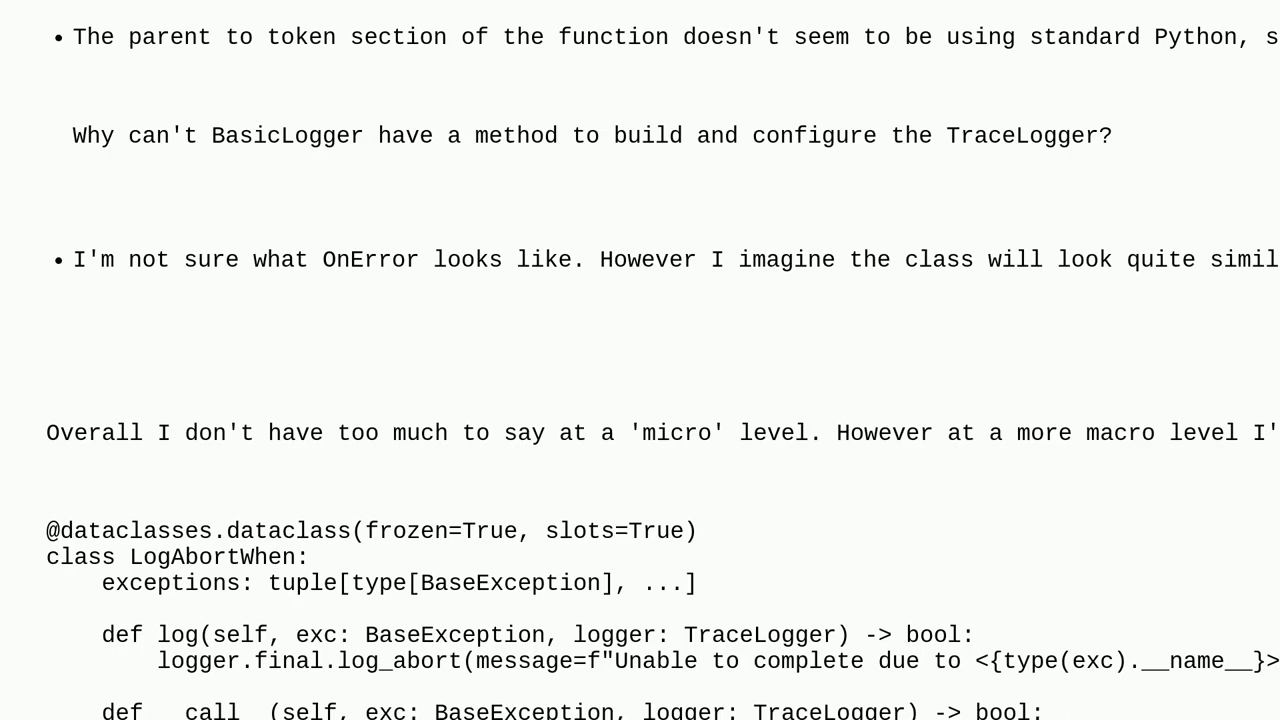 • The parent to token section of the function doesn't seem to be using standard Python, s
Why can't BasicLogger have a method to build and configure the TraceLogger?
• I'm not sure what OnError looks like. However I imagine the class will look quite simil
Overall I don't have too much to say at a 'micro' level. However at a more macro level I'
@dataclasses.dataclass(frozen=True, slots=True)
class LogAbortWhen:
    exceptions: tuple[type[BaseException], ...]
    def log(self, exc: BaseException, logger: TraceLogger) -> bool:
        logger.final.log_abort(message=f"Unable to complete due to <{type(exc).__name__}>
    def __call__(self, exc: BaseException, logger: TraceLogger) -> bool: